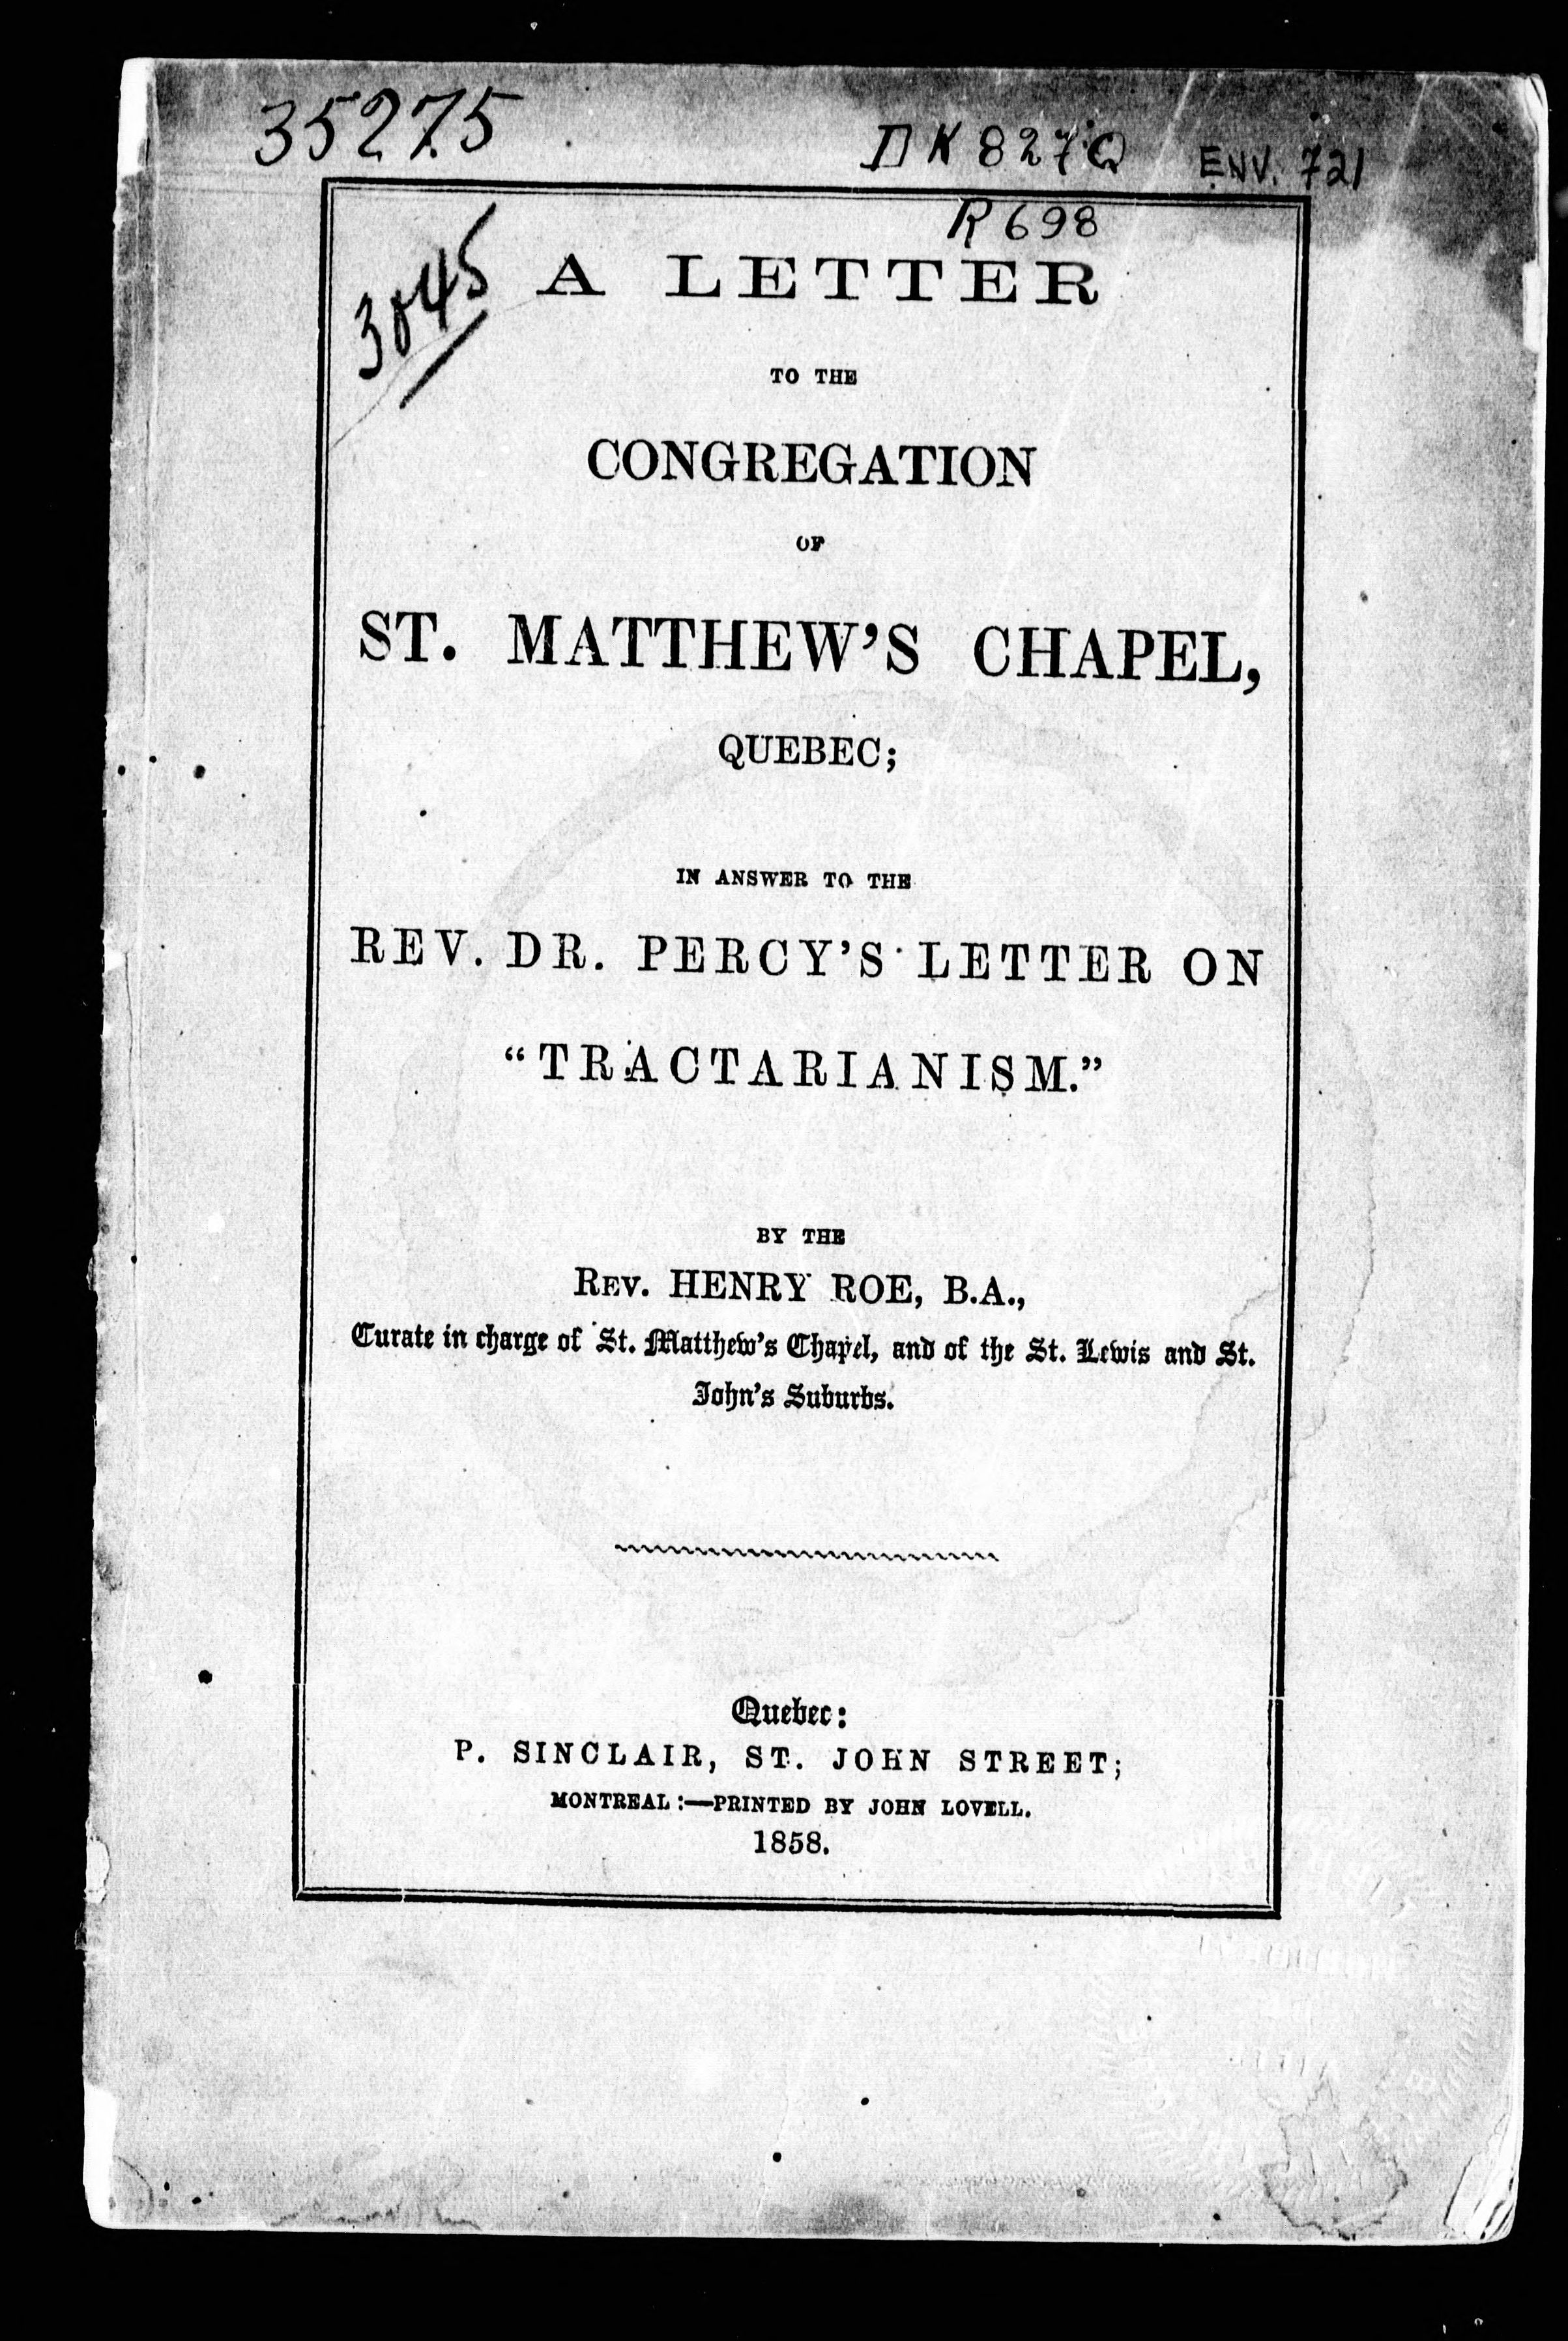 35275
DK827Q ENV. 721
R698
3045
A LETTER
TO THE
CONGREGATION
OF
ST. MATTHEW'S CHAPEL,
QUEBEC;
IN ANSWER TO THE
REV. DR. PERCY'S LETTER ON
“TRACTARIANISM.”
BY THE
REV. HENRY ROE, B.A.,
Curate in charge of St. Matthew's Chapel, and of the St. Lewis and St.
John's Suburbs.
Quebec:
P. SINCLAIR, ST. JOHN STREET;
MONTREAL:—PRINTED BY JOHN LOVELL.
1858.